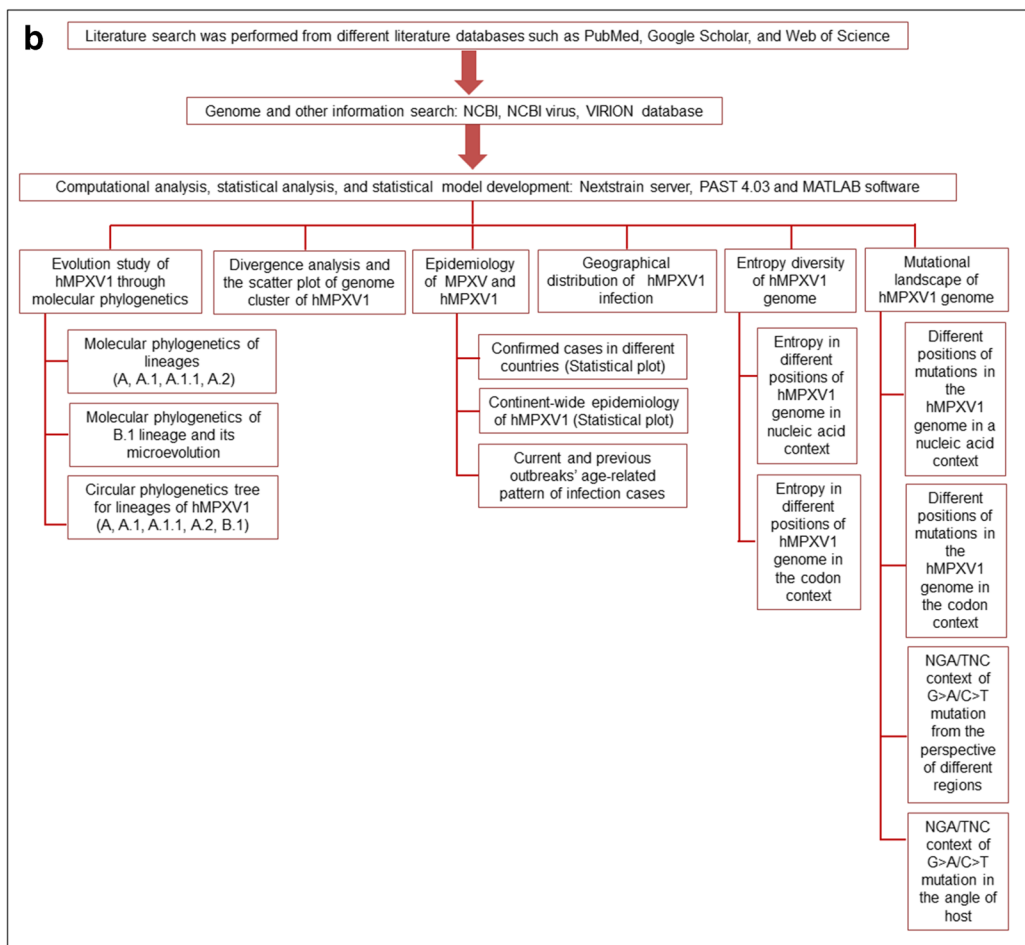 b
Literature search was performed from different literature databases such as PubMed, Google Scholar, and Web of Science
Genome and other information search: NCBI, NCBI virus, VIRION database
Computational analysis, statistical analysis, and statistical model development: Nextstrain server, PAST 4.03 and MATLAB software
Evolution study of
hMPXV1 through
molecular phylogenetics
Molecular phylogenetics of
lineages
(A, A.1, A.1.1, A.2)
Molecular phylogenetics of
B.1 lineage and its
microevolution
Circular phylogenetics tree
for lineages of hMPXV1
(A, A.1, A.1.1, A.2, B.1)
Divergence analysis and
the scatter plot of genome
cluster of hMPXV1
Epidemiology
of MPXV and
hMPXV1
Confirmed cases in different
countries (Statistical plot)
Continent-wide epidemiology
of hMPXV1 (Statistical plot)
Current and previous
outbreaks' age-related
pattern of infection cases
Geographical
distribution of hMPXV1
infection
Entropy diversity
of hMPXV1
genome
Entropy in
different
positions of
hMPXV1
genome in
nucleic acid
context
Entropy in
different
positions of
hMPXV1
genome in
the codon
context
Mutational
landscape of
hMPXV1 genome
Different
positions of
mutations in
the hMPXV1
genome in a
nucleic acid
context
Different
positions of
mutations in
the hMPXV1
genome in
the codon
context
NGA/TNC
context of
G>A/C>T
mutation
from the
perspective
of different
regions
NGA/TNC
context of
G>A/C>T
mutation in
the angle of
host